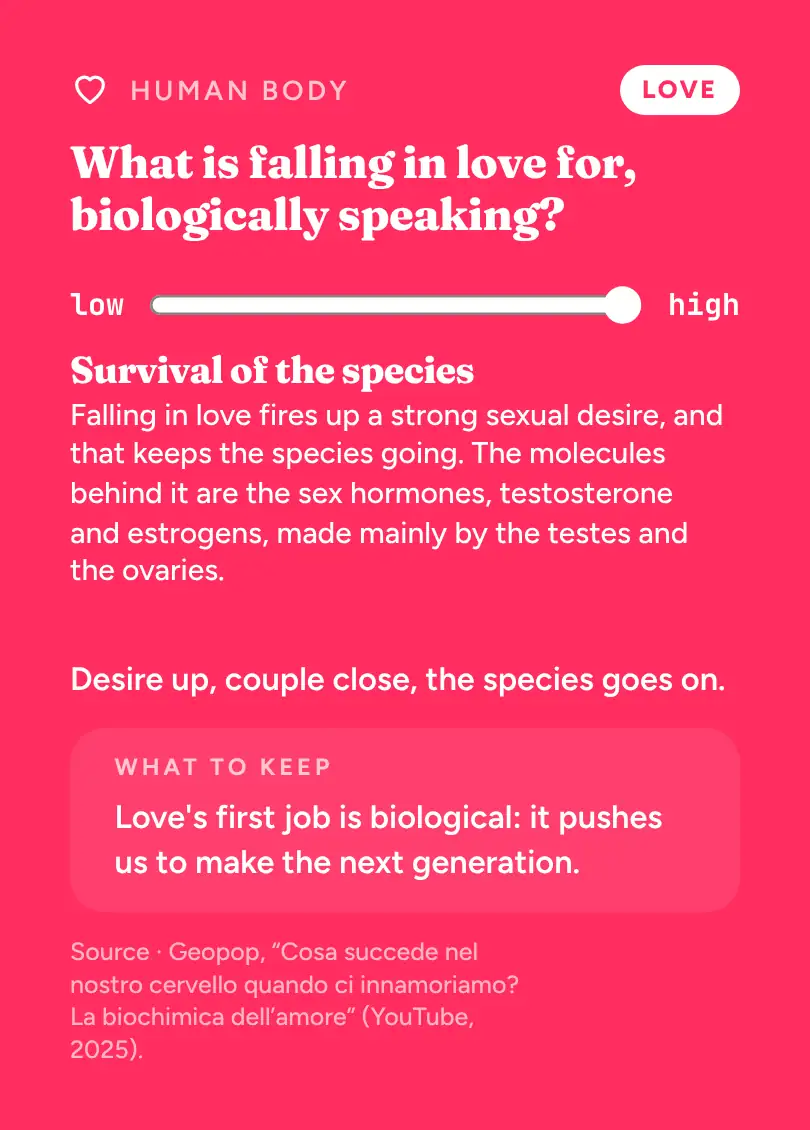 HUMAN BODY
LOVE
What is falling in love for,
biologically speaking?
low
high
Survival of the species
Falling in love fires up a strong sexual desire, and
that keeps the species going. The molecules
behind it are the sex hormones, testosterone
and estrogens, made mainly by the testes and
the ovaries.
Desire up, couple close, the species goes on.
WHAT TO KEEP
Love's first job is biological: it pushes
us to make the next generation.
Source · Geopop, “Cosa succede nel
nostro cervello quando ci innamoriamo?
La biochimica dell’amore” (YouTube,
2025).